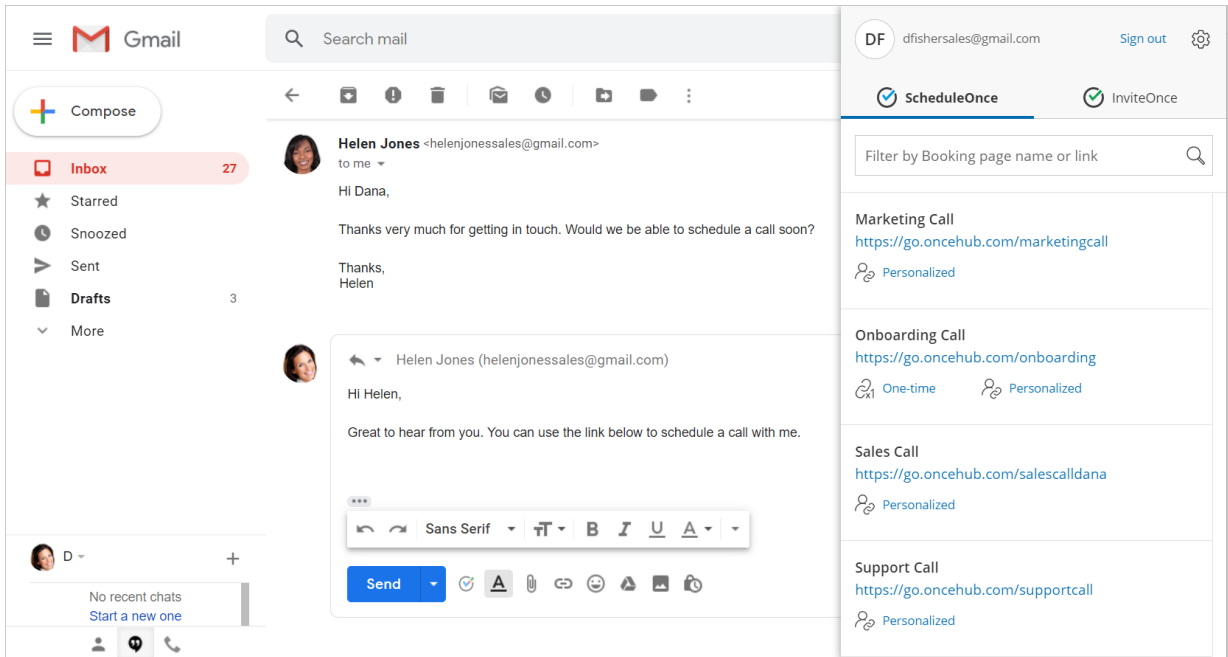 Gmail
Search mail
Compose
Inbox 27
Starred
Snoozed
Sent
Drafts 3
More
D
No recent chats
Start a new one
Helen Jones <helenjonessales@gmail.com>
to me
Hi Dana,
Thanks very much for getting in touch. Would we be able to schedule a call soon?
Thanks,
Helen
Helen Jones (helenjonessales@gmail.com)
Hi Helen,
Great to hear from you. You can use the link below to schedule a call with me.
Sans Serif
Send
DF dfishersales@gmail.com Sign out
ScheduleOnce InviteOnce
Filter by Booking page name or link
Marketing Call
https://go.oncehub.com/marketingcall
Personalized
Onboarding Call
https://go.oncehub.com/onboarding
x1 One-time Personalized
Sales Call
https://go.oncehub.com/salescalldana
Personalized
Support Call
https://go.oncehub.com/supportcall
Personalized